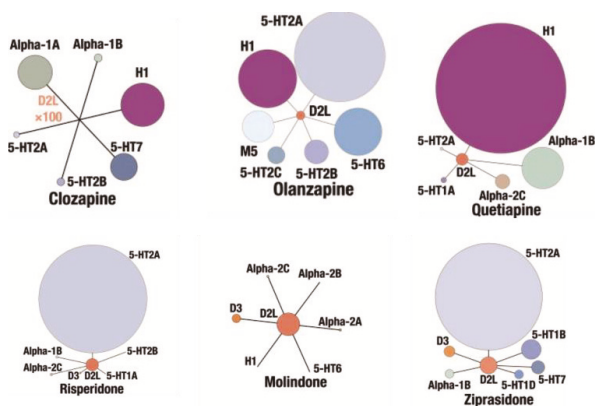 Alpha-1A
Alpha-1B
H1
D2L
×100
5-HT2A
5-HT7
5-HT2B
Clozapine
5-HT2A
H1
D2L
M5
5-HT6
5-HT2C
5-HT2B
Olanzapine
H1
5-HT2A
Alpha-1B
D2L
5-HT1A
Alpha-2C
Quetiapine
5-HT2A
Alpha-1B
5-HT2B
Alpha-2C
D3
D2L
5-HT1A
Risperidone
Alpha-2C
Alpha-2B
D3
D2L
Alpha-2A
H1
5-HT6
Molindone
5-HT2A
5-HT1B
D3
Alpha-1B
D2L
5-HT1D
5-HT7
Ziprasidone